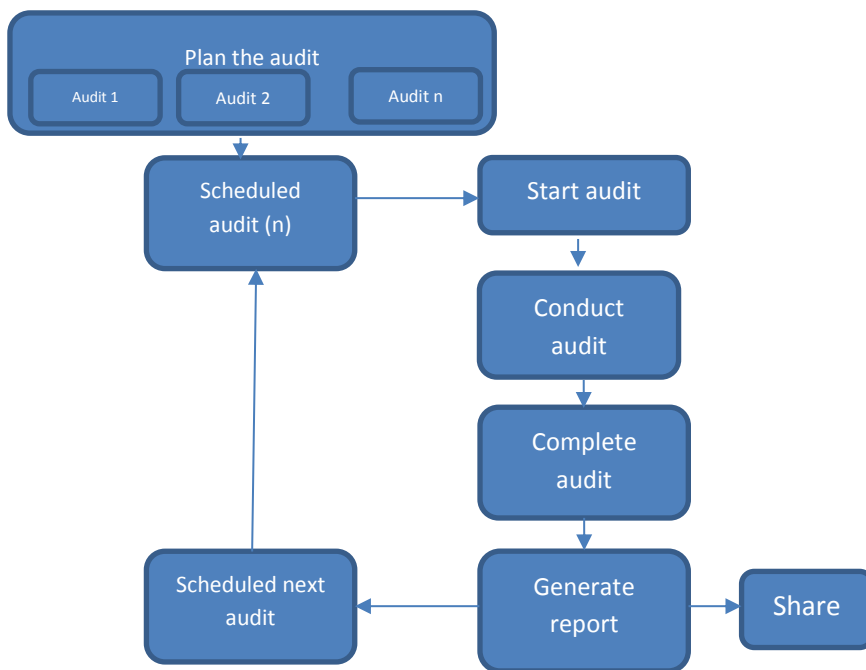 Plan the audit
Audit 1
Audit 2
Audit n
Scheduled
audit (n)
Start audit
Conduct
audit
Complete
audit
Generate
report
Share
Scheduled next
audit